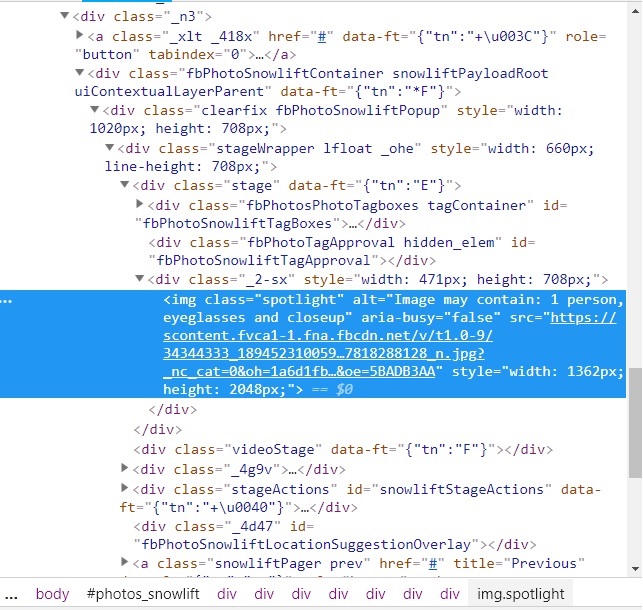 <div class="_n3">
<a class="_xlt _418x" href="#" data-ft="{"tn":"+\u003C"}" role=
"button" tabindex="0">…</a>
<div class="fbPhotoSnowliftContainer snowliftPayloadRoot
uiContextualLayerParent" data-ft="{"tn":"*F"}">
<div class="clearfix fbPhotoSnowliftPopup" style="width:
1020px; height: 708px;">
<div class="stageWrapper lfloat _ohe" style="width: 660px;
line-height: 708px;">
<div class="stage" data-ft="{"tn":"E"}">
<div class="fbPhotosPhotoTagboxes tagContainer" id=
"fbPhotoSnowliftTagBoxes">…</div>
<div class="fbPhotoTagApproval hidden_elem" id=
"fbPhotoSnowliftTagApproval"></div>
<div class="_2-sx" style="width: 471px; height: 708px;">
... <img class="spotlight" alt="Image may contain: 1 person,
eyeglasses and closeup" aria-busy="false" src="https://
scontent.fvca1-1.fna.fbcdn.net/v/t1.0-9/
34344333_189452310059…7818288128_n.jpg?
_nc_cat=0&oh=1a6d1fb…&oe=5BADB3AA" style="width: 1362px;
height: 2048px;"> == $0
</div>
</div>
<div class="videoStage" data-ft="{"tn":"F"}"></div>
<div class="_4g9v">…</div>
<div class="stageActions" id="snowliftStageActions" data-
ft="{"tn":"+\u0040"}">…</div>
<div class="_4d47" id=
"fbPhotoSnowliftLocationSuggestionOverlay"></div>
<a class="snowliftPager prev" href="#" title="Previous"
... body #photos_snowlift div div div div div div img.spotlight